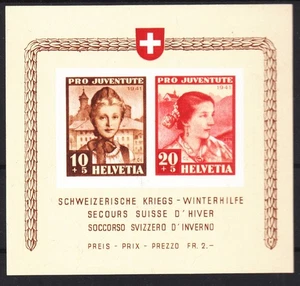 PRO JUVENTUTE
1941
10
+ 5
HELVETIA
PRO JUVENTUTE
1941
20
+ 5
HELVETIA
SCHWEIZERISCHE KRIEGS - WINTERHILFE
SECOURS SUISSE D'HIVER
SOCCORSO SVIZZERO D'INVERNO
PREIS - PRIX - PREZZO FR. 2.-